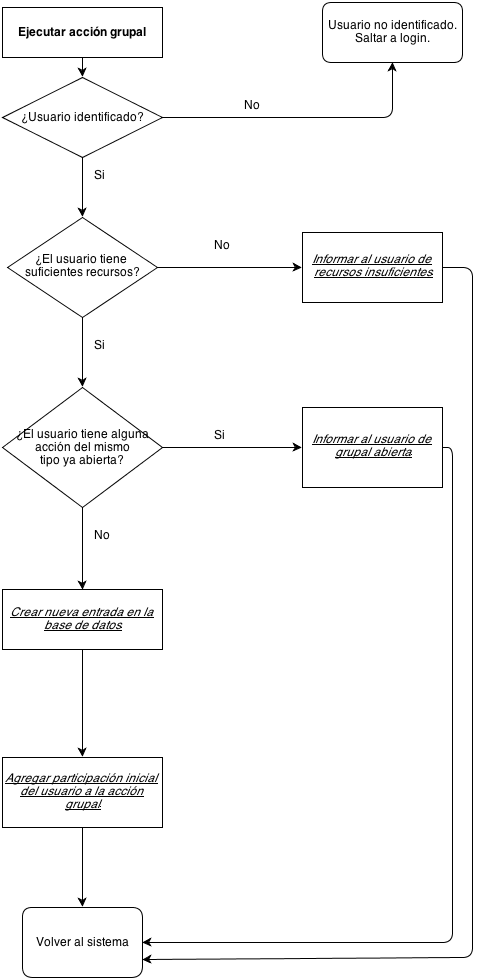 Ejecutar acción grupal
Usuario no identificado.
Saltar a login.
¿Usuario identificado?
No
Si
¿El usuario tiene
suficientes recursos?
No
Informar al usuario de
recursos insuficientes
Si
¿El usuario tiene alguna
acción del mismo
tipo ya abierta?
Si
Informar al usuario de
grupal abierta
No
Crear nueva entrada en la
base de datos
Agregar participación inicial
del usuario a la acción
grupal
Volver al sistema